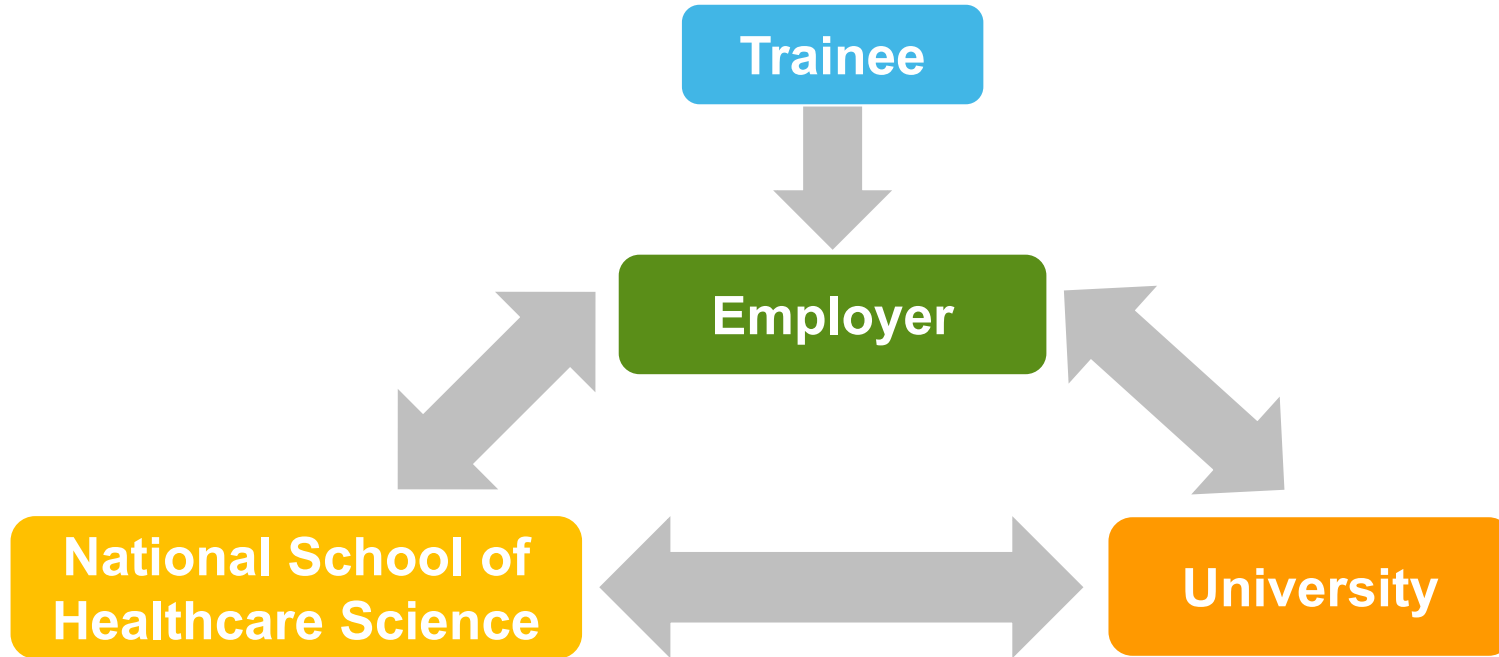 Trainee
Employer
National School of
Healthcare Science
University